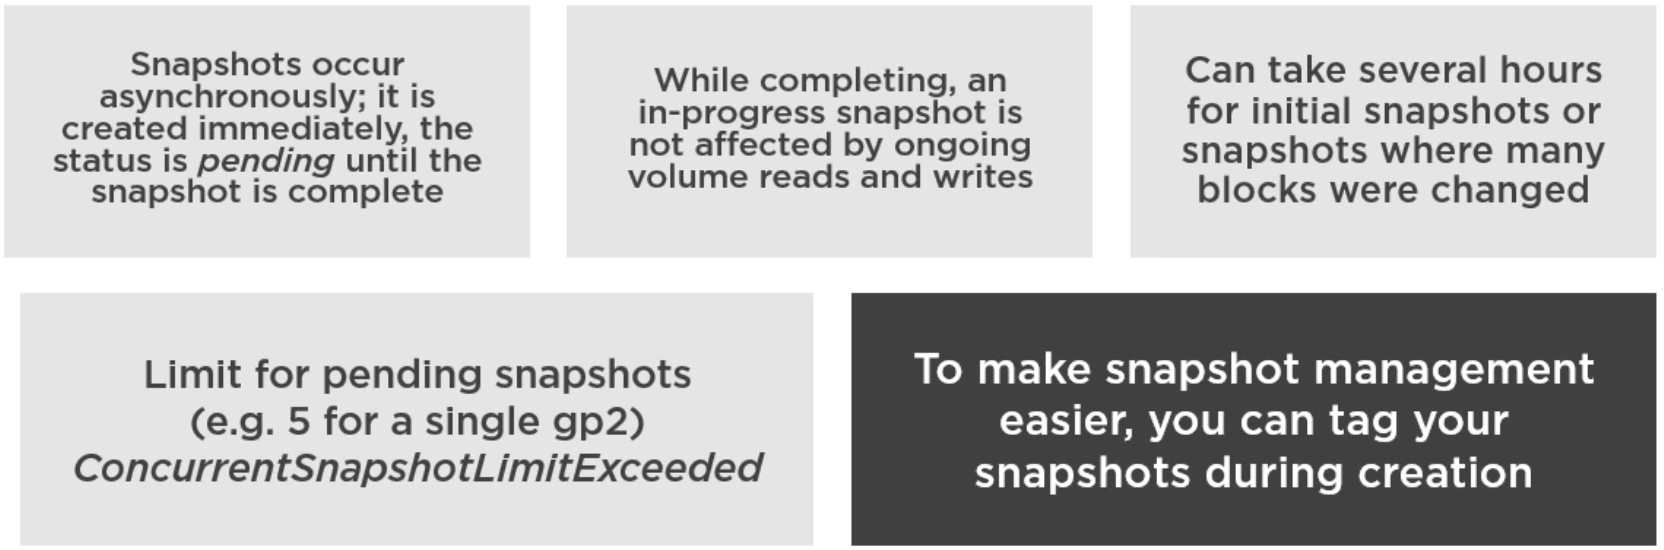 Snapshots occur
asynchronously; it is
created immediately, the
status is pending until the
snapshot is complete
While completing, an
in-progress snapshot is
not affected by ongoing
volume reads and writes
Can take several hours
for initial snapshots or
snapshots where many
blocks were changed
Limit for pending snapshots
(e.g. 5 for a single gp2)
ConcurrentSnapshotLimitExceeded
To make snapshot management
easier, you can tag your
snapshots during creation